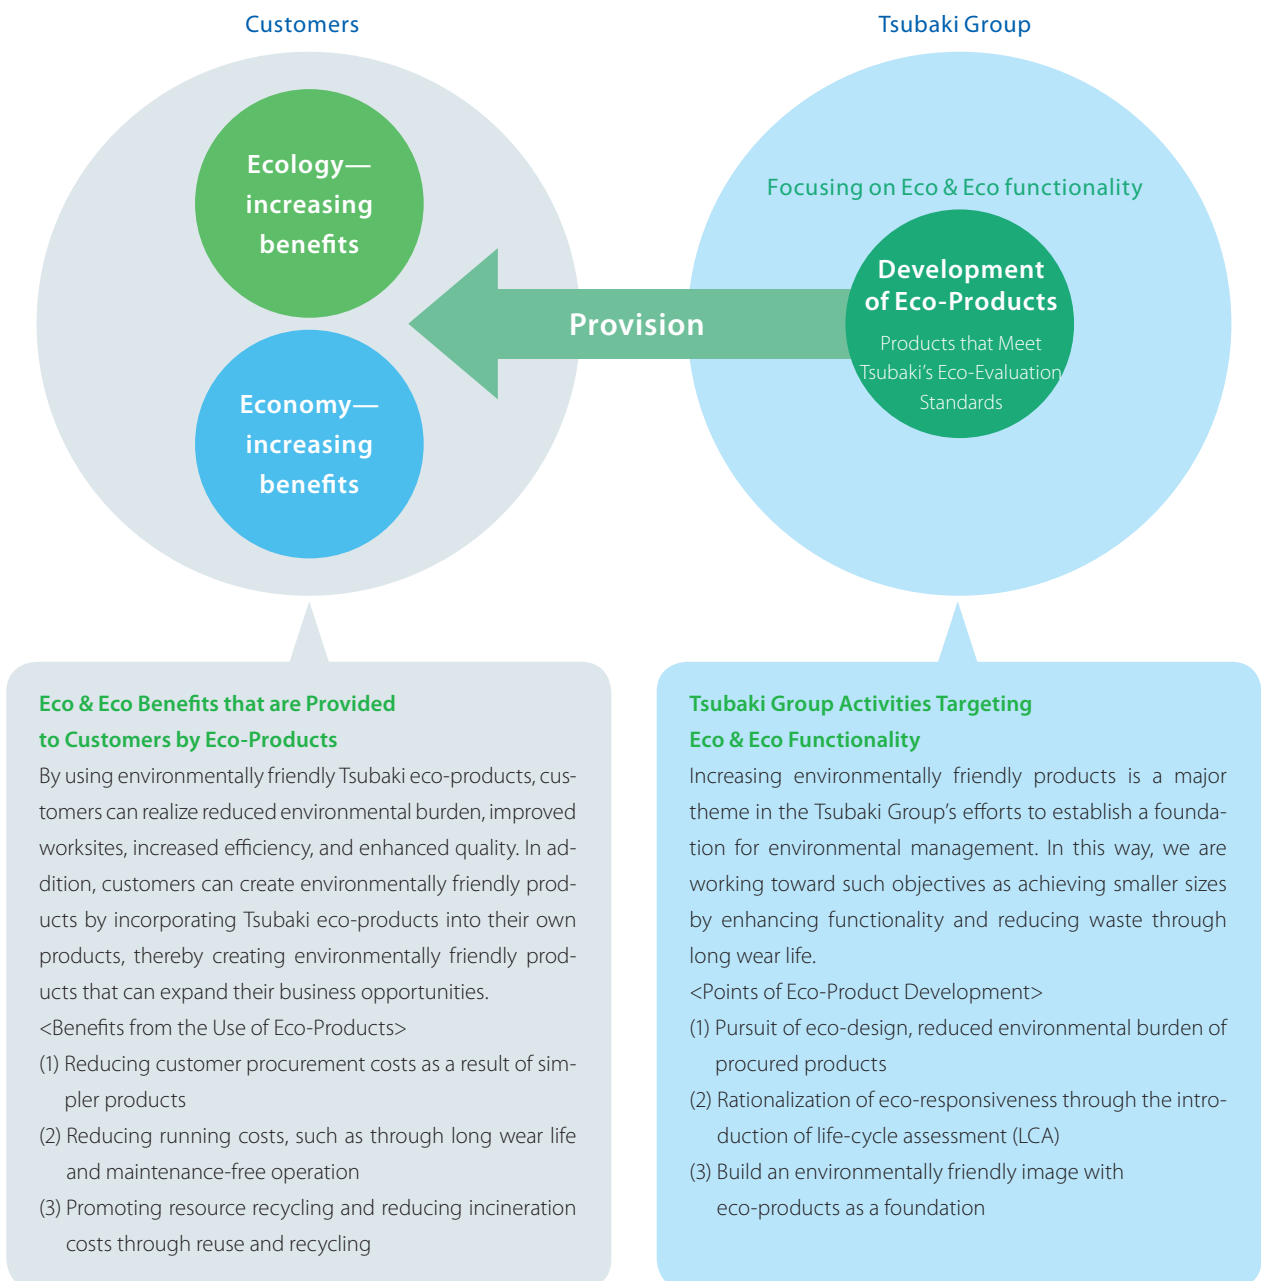 Customers
Ecology—
increasing
benefits
Economy—
increasing
benefits
Provision
Tsubaki Group
Focusing on Eco & Eco functionality
Development
of Eco-Products
Products that Meet
Tsubaki’s Eco-Evaluation
Standards
Eco & Eco Benefits that are Provided
to Customers by Eco-Products
By using environmentally friendly Tsubaki eco-products, cus-
tomers can realize reduced environmental burden, improved
worksites, increased efficiency, and enhanced quality. In ad-
dition, customers can create environmentally friendly prod-
ucts by incorporating Tsubaki eco-products into their own
products, thereby creating environmentally friendly prod-
ucts that can expand their business opportunities.
<Benefits from the Use of Eco-Products>
(1) Reducing customer procurement costs as a result of sim-
pler products
(2) Reducing running costs, such as through long wear life
and maintenance-free operation
(3) Promoting resource recycling and reducing incineration
costs through reuse and recycling
Tsubaki Group Activities Targeting
Eco & Eco Functionality
Increasing environmentally friendly products is a major
theme in the Tsubaki Group’s efforts to establish a founda-
tion for environmental management. In this way, we are
working toward such objectives as achieving smaller sizes
by enhancing functionality and reducing waste through
long wear life.
<Points of Eco-Product Development>
(1) Pursuit of eco-design, reduced environmental burden of
procured products
(2) Rationalization of eco-responsiveness through the intro-
duction of life-cycle assessment (LCA)
(3) Build an environmentally friendly image with
eco-products as a foundation